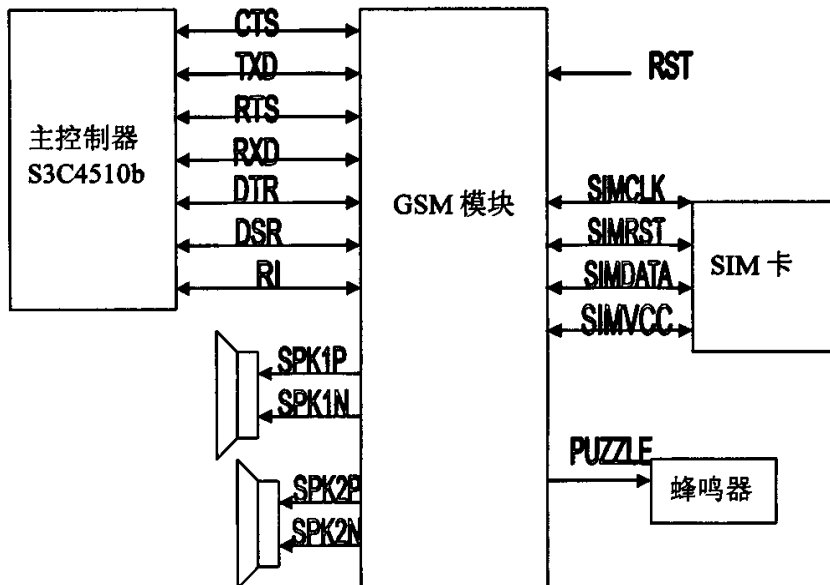 CTS
TXD
RTS
RXD
DTR
DSR
RI
主控制器
S3C4510b
GSM 模块
RST
SIMCLK
SIMRST
SIMDATA
SIMVCC
SIM 卡
SPK1P
SPK1N
SPK2P
SPK2N
PUZZLE
蜂鸣器